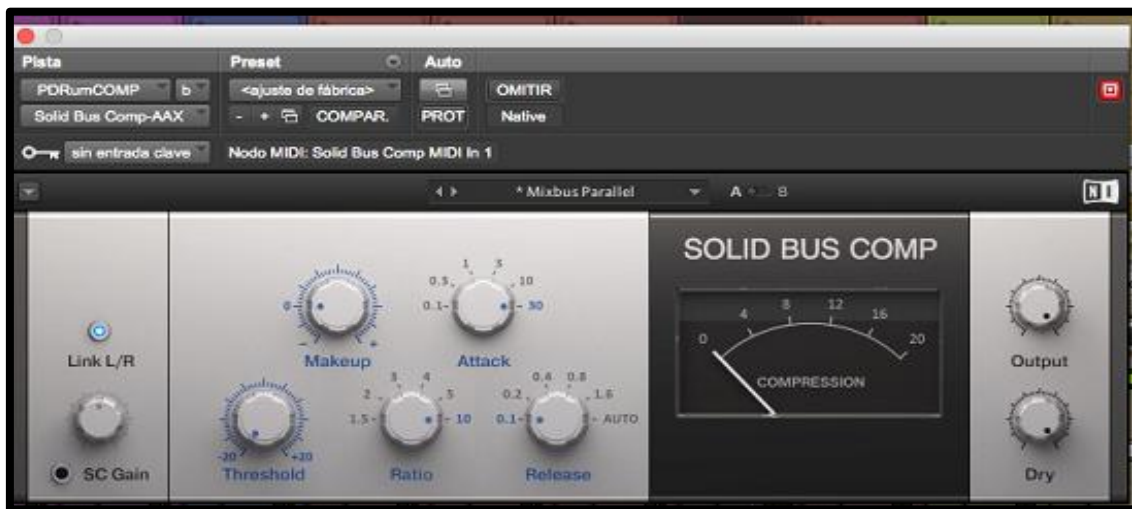 Pista Preset Auto
PDRumCOMP b <ajuste de fábrica> OMITIR
Solid Bus Comp-AAX - + COMPAR. PROT Native
sin entrada clave Nodo MIDI: Solid Bus Comp MIDI In 1
* Mixbus Parallel A B NI
SOLID BUS COMP
Link L/R
SC Gain
0 - +
Makeup
0.1 0.3 1 3 10 30
Attack
-20 +20
Threshold
1.5 2 3 4 5 10
Ratio
0.1 0.2 0.4 0.8 1.6 AUTO
Release
0 4 8 12 16 20
COMPRESSION
Output
Dry